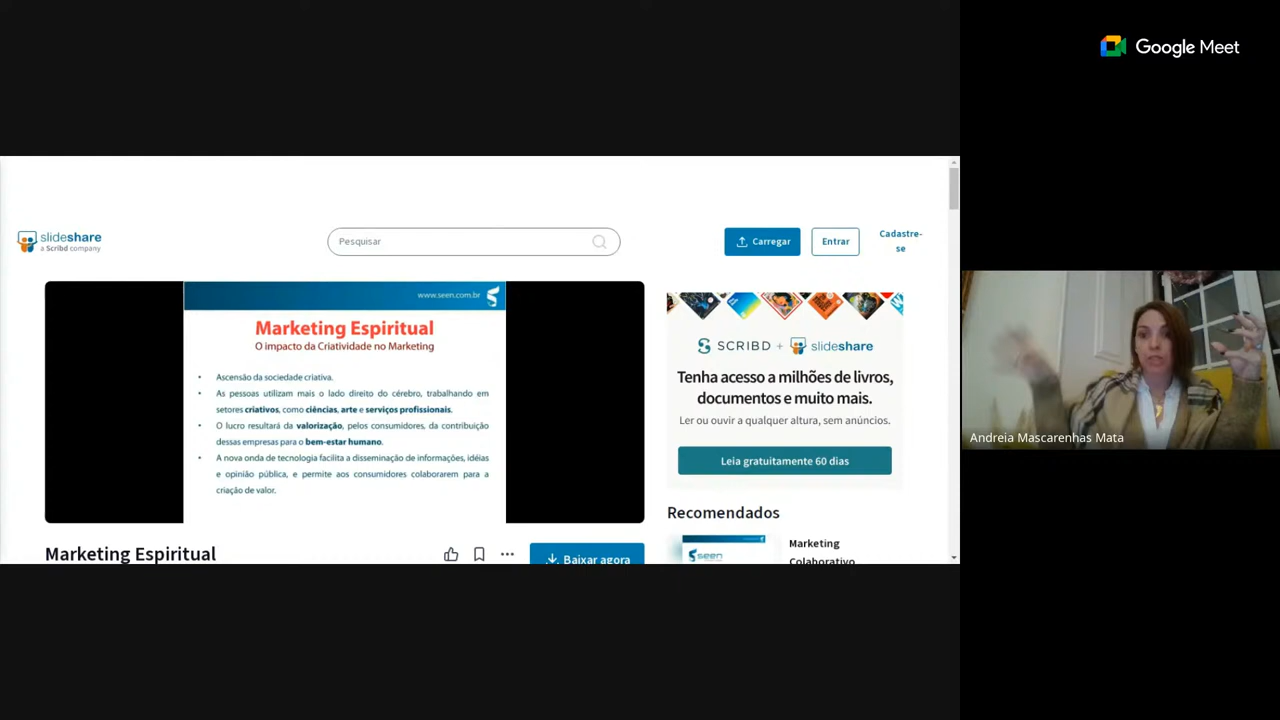 Google Meet
slideshare
a Scribd company
Pesquisar
Carregar
Entrar
Cadastre-
se
www.seen.com.br
Marketing Espiritual
O impacto da Criatividade no Marketing
• Ascensão da sociedade criativa.
• As pessoas utilizam mais o lado direito do cérebro, trabalhando em
setores criativos, como ciências, arte e serviços profissionais.
• O lucro resultará da valorização, pelos consumidores, da contribuição
dessas empresas para o bem-estar humano.
• A nova onda de tecnologia facilita a disseminação de informações, idéias
e opinião pública, e permite aos consumidores colaborarem para a
criação de valor.
Marketing Espiritual
Baixar agora
SCRIBD + slideshare
Tenha acesso a milhões de livros,
documentos e muito mais.
Ler ou ouvir a qualquer altura, sem anúncios.
Leia gratuitamente 60 dias
Recomendados
seen
Marketing
Colaborativo
Andreia Mascarenhas Mata